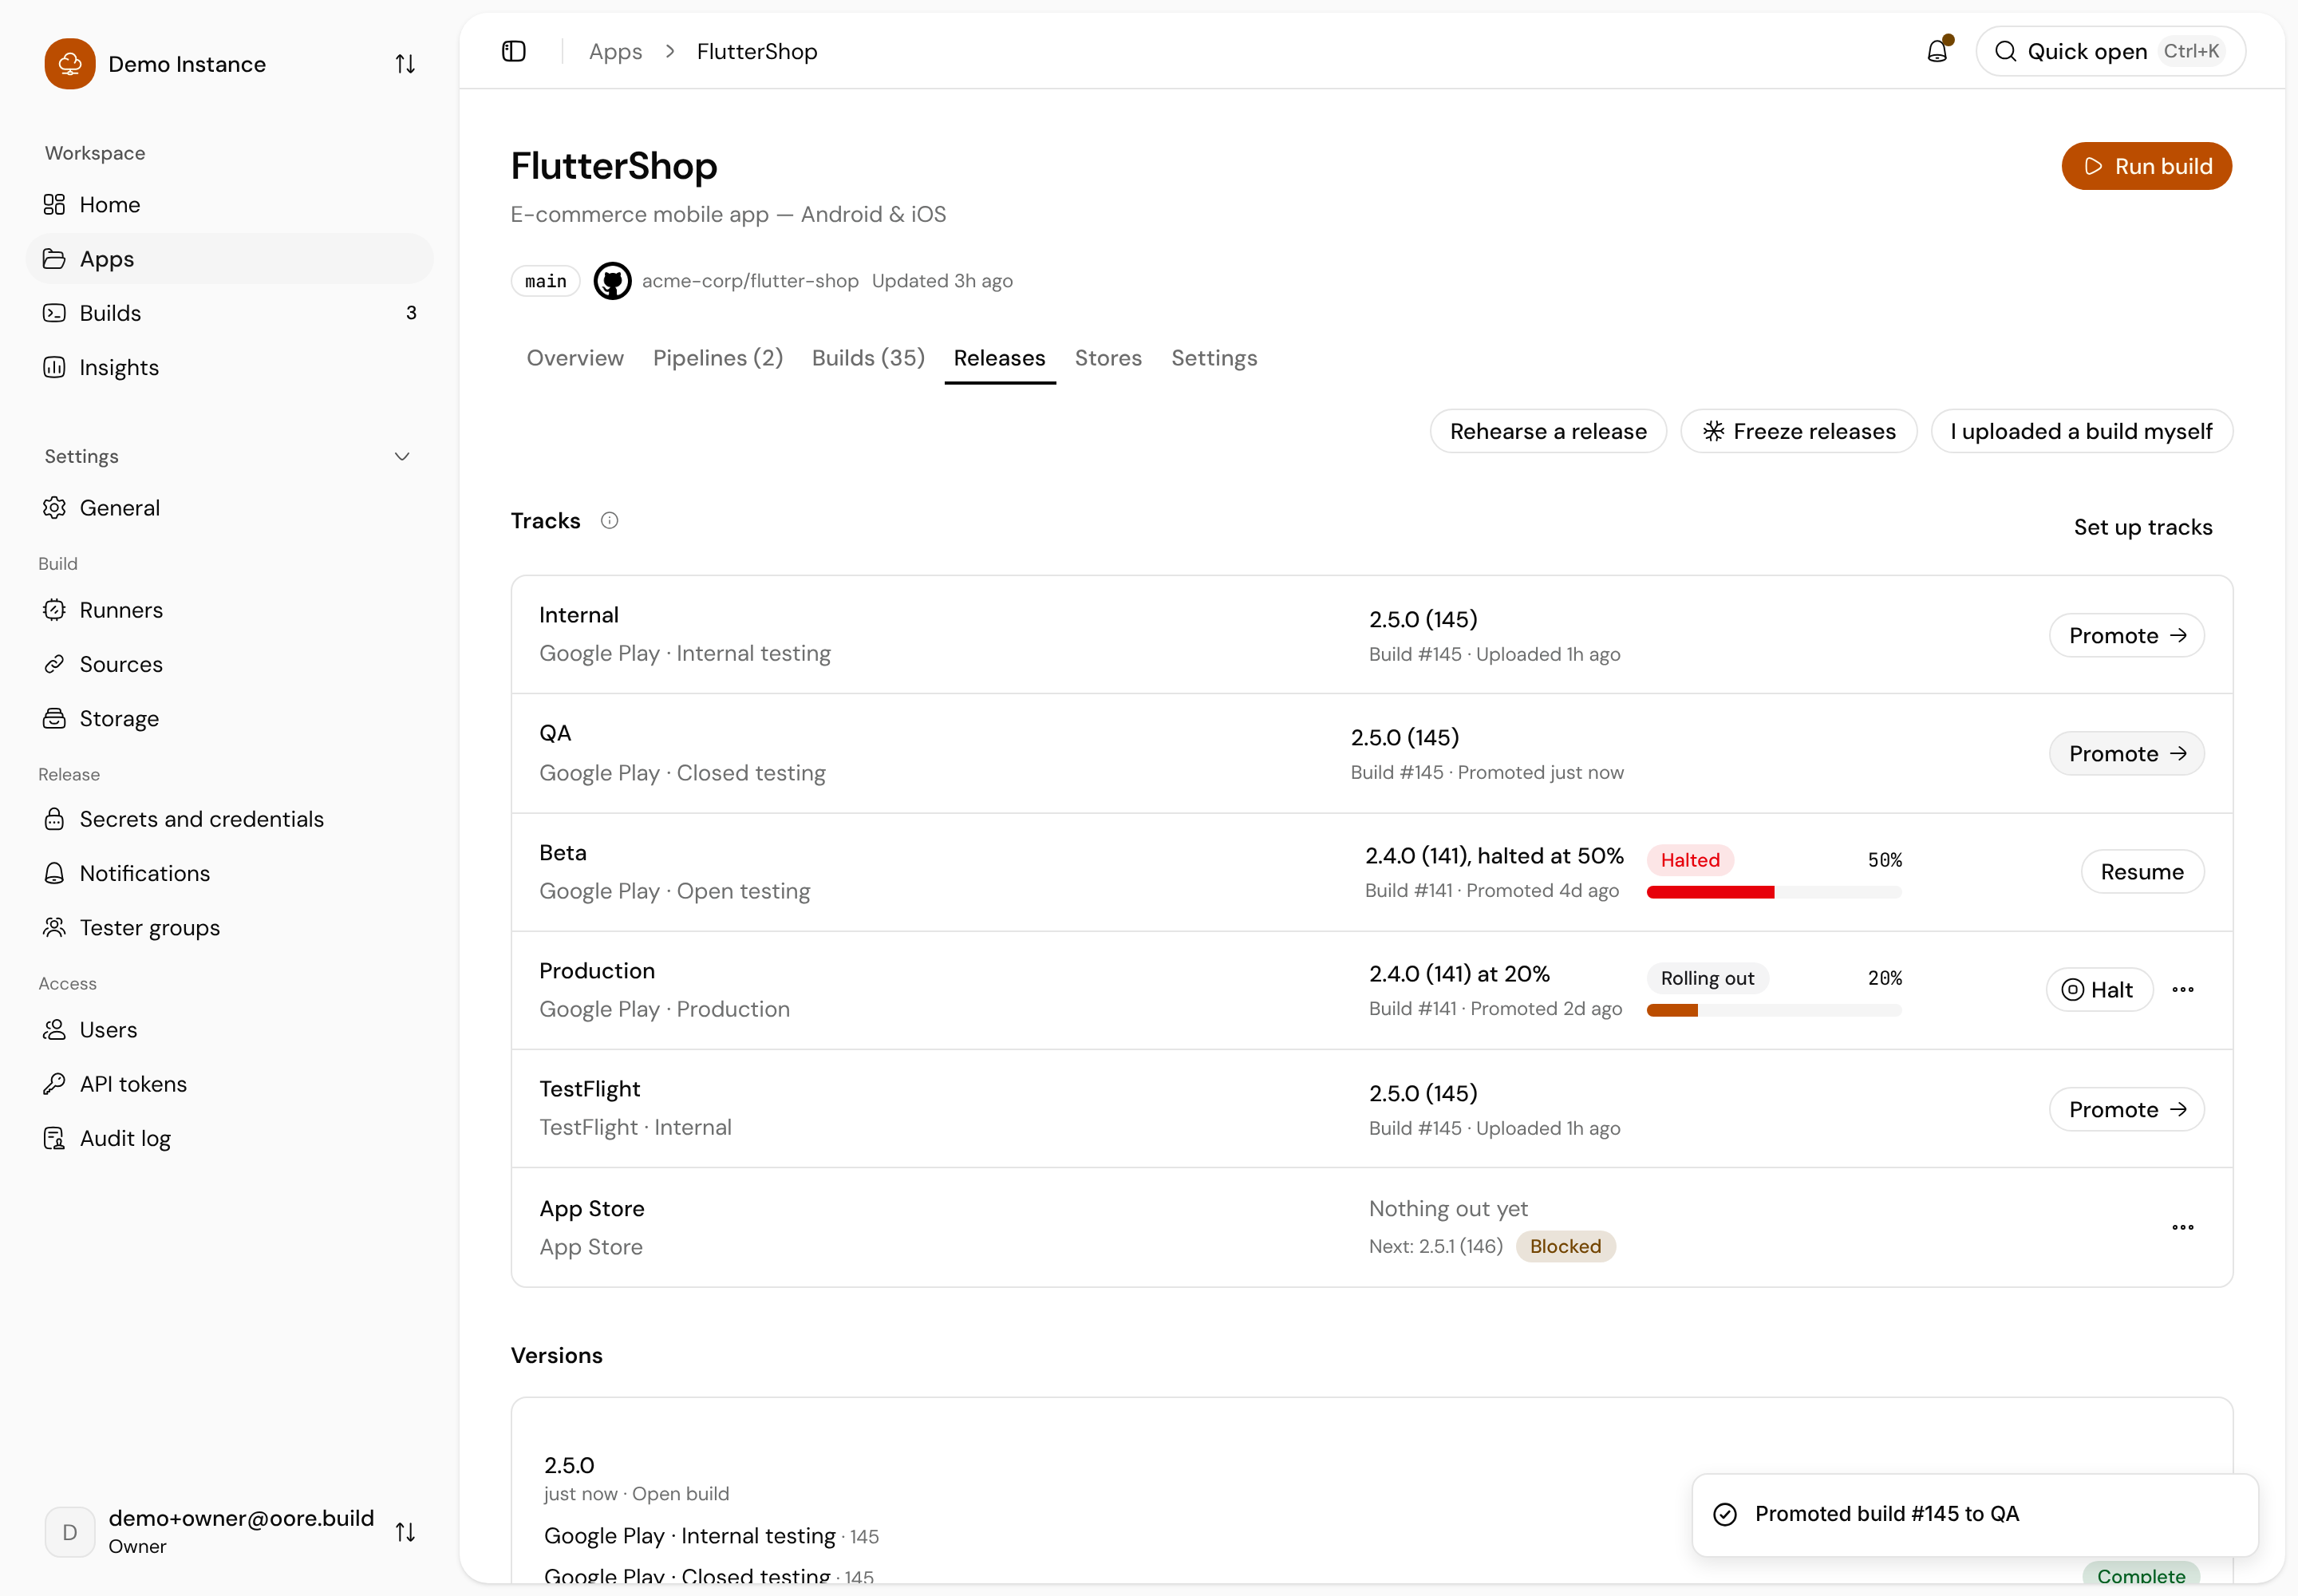 Demo Instance
Workspace
Home
Apps
Builds 3
Insights
Settings
General
Build
Runners
Sources
Storage
Release
Secrets and credentials
Notifications
Tester groups
Access
Users
API tokens
Audit log
D
demo+owner@oore.build
Owner
Apps FlutterShop
Quick open Ctrl+K
FlutterShop
Run build
E-commerce mobile app — Android & iOS
main acme-corp/flutter-shop Updated 3h ago
Overview Pipelines (2) Builds (35) Releases Stores Settings
Rehearse a release Freeze releases I uploaded a build myself
Tracks
Set up tracks
Internal
Google Play · Internal testing
2.5.0 (145)
Build #145 · Uploaded 1h ago
Promote →
QA
Google Play · Closed testing
2.5.0 (145)
Build #145 · Promoted just now
Promote →
Beta
Google Play · Open testing
2.4.0 (141), halted at 50%
Build #141 · Promoted 4d ago
Halted 50%
Resume
Production
Google Play · Production
2.4.0 (141) at 20%
Build #141 · Promoted 2d ago
Rolling out 20%
Halt
TestFlight
TestFlight · Internal
2.5.0 (145)
Build #145 · Uploaded 1h ago
Promote →
App Store
App Store
Nothing out yet
Next: 2.5.1 (146) Blocked
Versions
2.5.0
just now · Open build
Google Play · Internal testing · 145
Google Play · Closed testing · 145
Complete
Promoted build #145 to QA